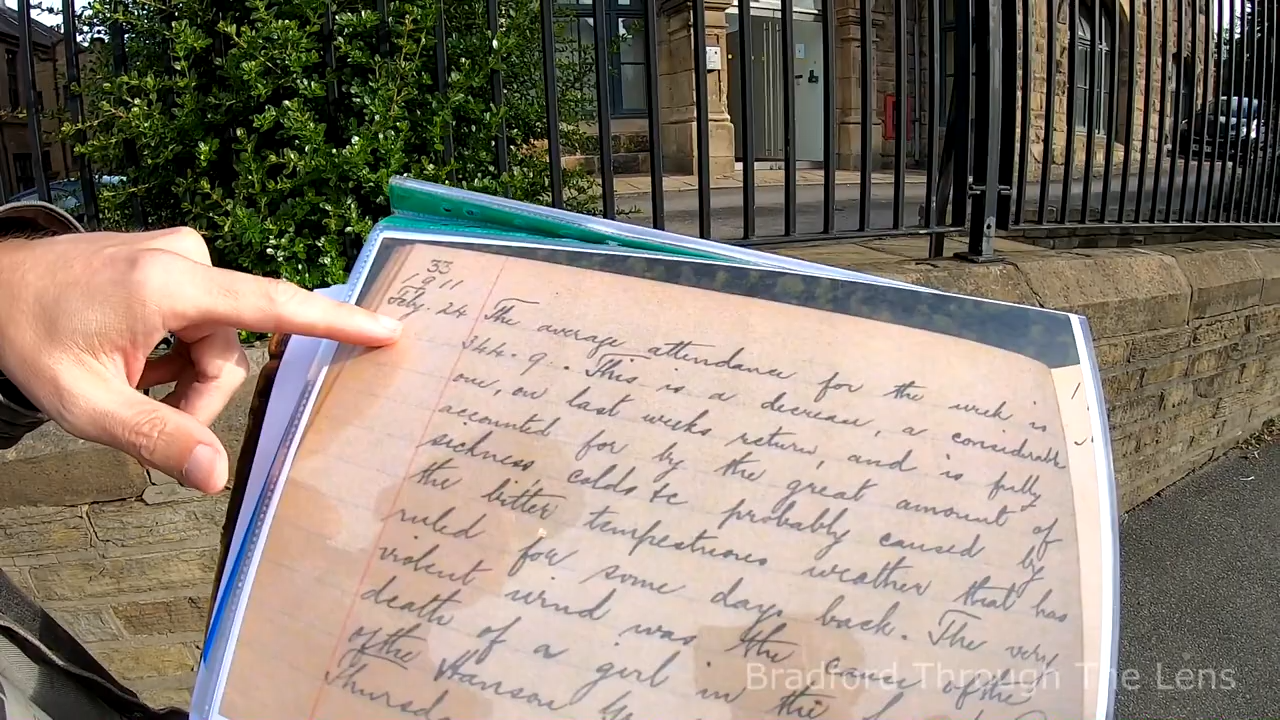 33
1911
Feby. 24 The average attendance for the week is
344.9. This is a decrease, a considerable
one, on last weeks return, and is fully
accounted for by the great amount of
sickness, colds &c probably caused by
the bitter tempestuous weather that has
ruled for some days back. The very
violent wind was the cause of the
death of a girl in the
of the Hanson
Thursd
Bradford Through The Lens